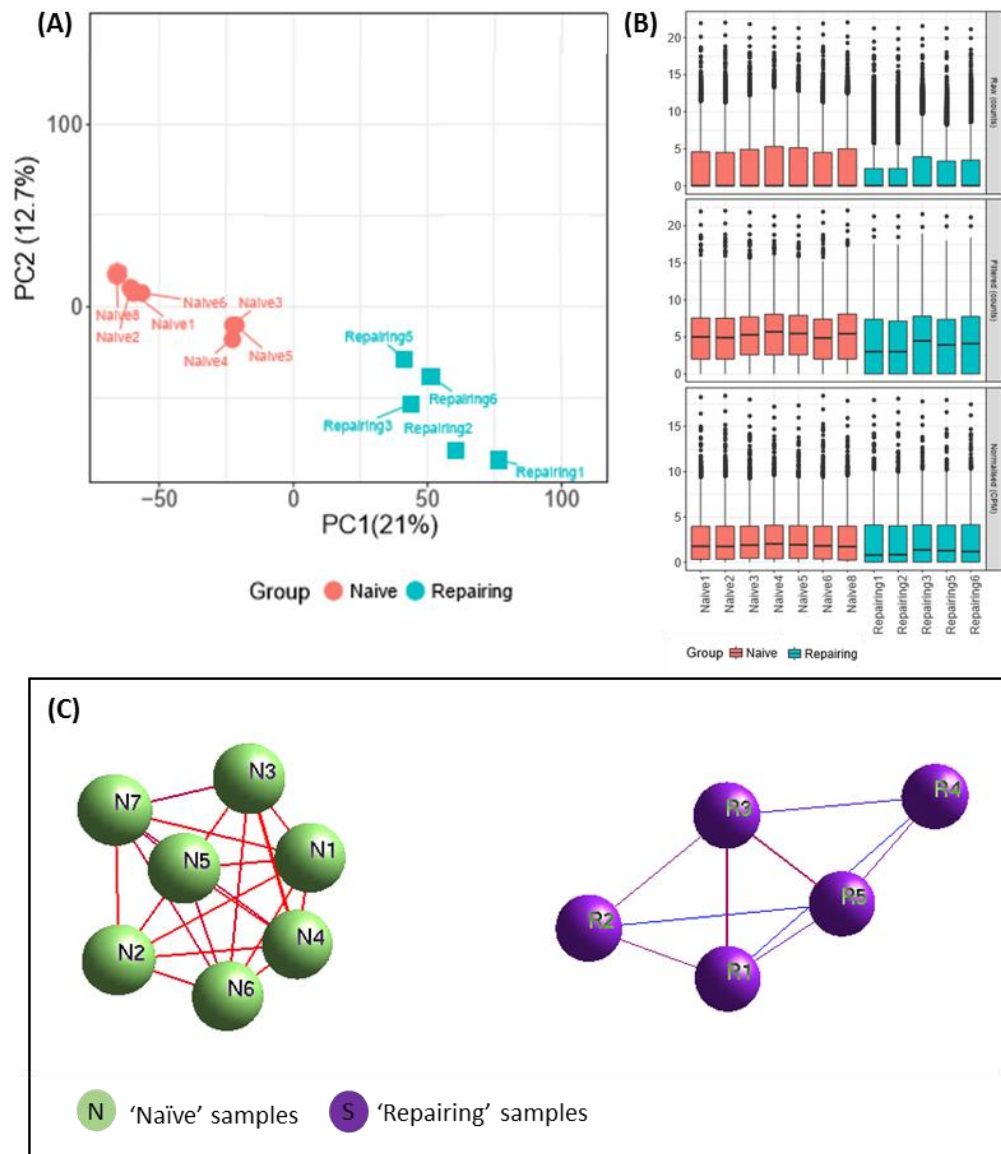 (A)
PC2 (12.7%)
100
0
Naive8
Naive2
Naive1
Naive6
Naive3
Naive4
Naive5
Repairing5
Repairing6
Repairing3
Repairing2
Repairing1
−50
0
50
100
PC1(21%)
Group Naive Repairing
(B)
20
15
10
5
0
Raw (counts)
20
15
10
5
0
Filtered (counts)
15
10
5
0
Normalised (CPM)
Naive1
Naive2
Naive3
Naive4
Naive5
Naive6
Naive8
Repairing1
Repairing2
Repairing3
Repairing5
Repairing6
Group Naive Repairing
(C)
N3
N7
N1
N5
N4
N2
N6
R4
R3
R5
R2
R1
N 'Naïve' samples
S 'Repairing' samples